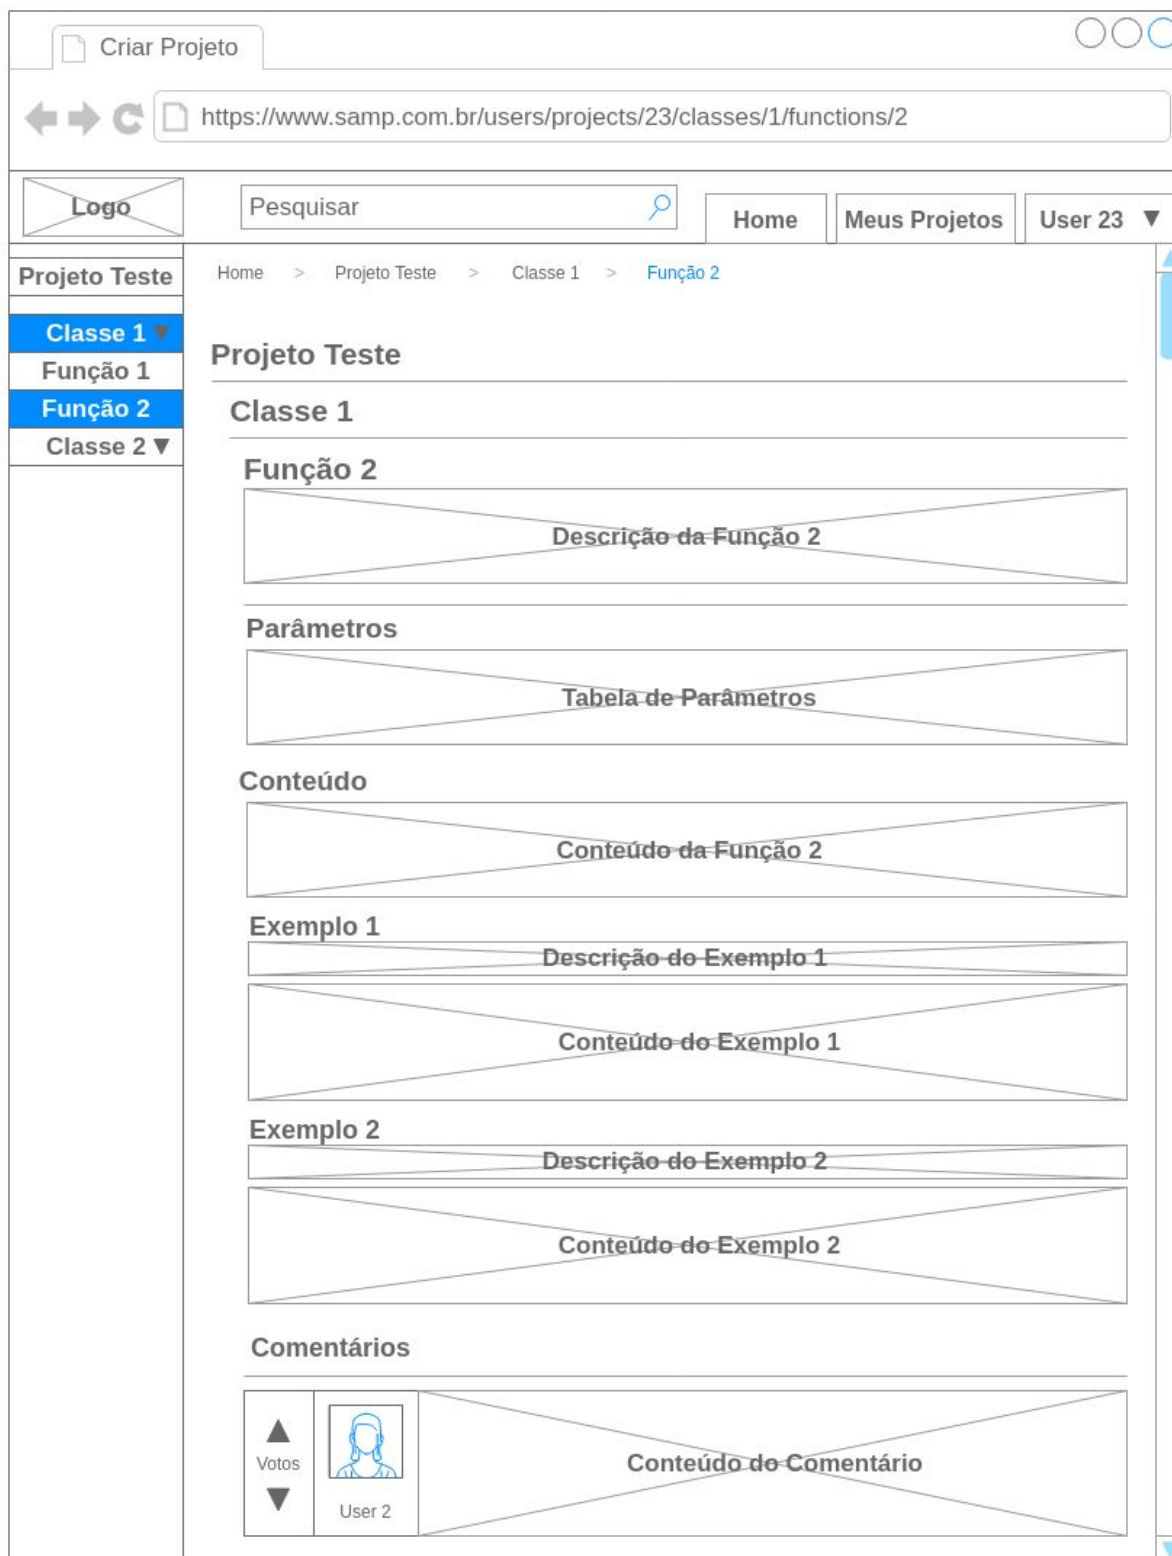 Criar Projeto
https://www.samp.com.br/users/projects/23/classes/1/functions/2
Logo
Pesquisar
Home
Meus Projetos
User 23 ▼
Projeto Teste
Classe 1 ▼
Função 1
Função 2
Classe 2 ▼
Home > Projeto Teste > Classe 1 > Função 2
Projeto Teste
Classe 1
Função 2
Descrição da Função 2
Parâmetros
Tabela de Parâmetros
Conteúdo
Conteúdo da Função 2
Exemplo 1
Descrição do Exemplo 1
Conteúdo do Exemplo 1
Exemplo 2
Descrição do Exemplo 2
Conteúdo do Exemplo 2
Comentários
Votos
User 2
Conteúdo do Comentário